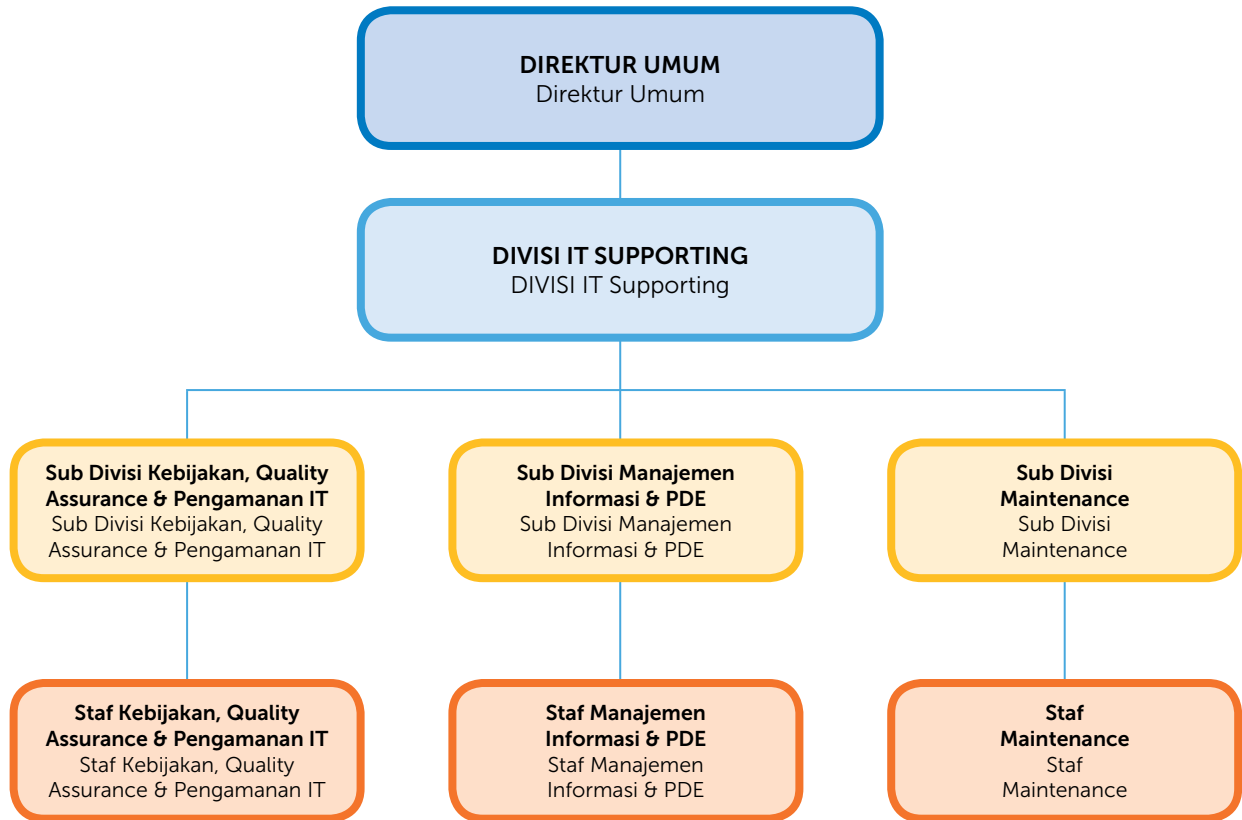 DIREKTUR UMUM
Direktur Umum
DIVISI IT SUPPORTING
DIVISI IT Supporting
Sub Divisi Kebijakan, Quality
Assurance & Pengamanan IT
Sub Divisi Kebijakan, Quality
Assurance & Pengamanan IT
Sub Divisi Manajemen
Informasi & PDE
Sub Divisi Manajemen
Informasi & PDE
Sub Divisi
Maintenance
Sub Divisi
Maintenance
Staf Kebijakan, Quality
Assurance & Pengamanan IT
Staf Kebijakan, Quality
Assurance & Pengamanan IT
Staf Manajemen
Informasi & PDE
Staf Manajemen
Informasi & PDE
Staf
Maintenance
Staf
Maintenance